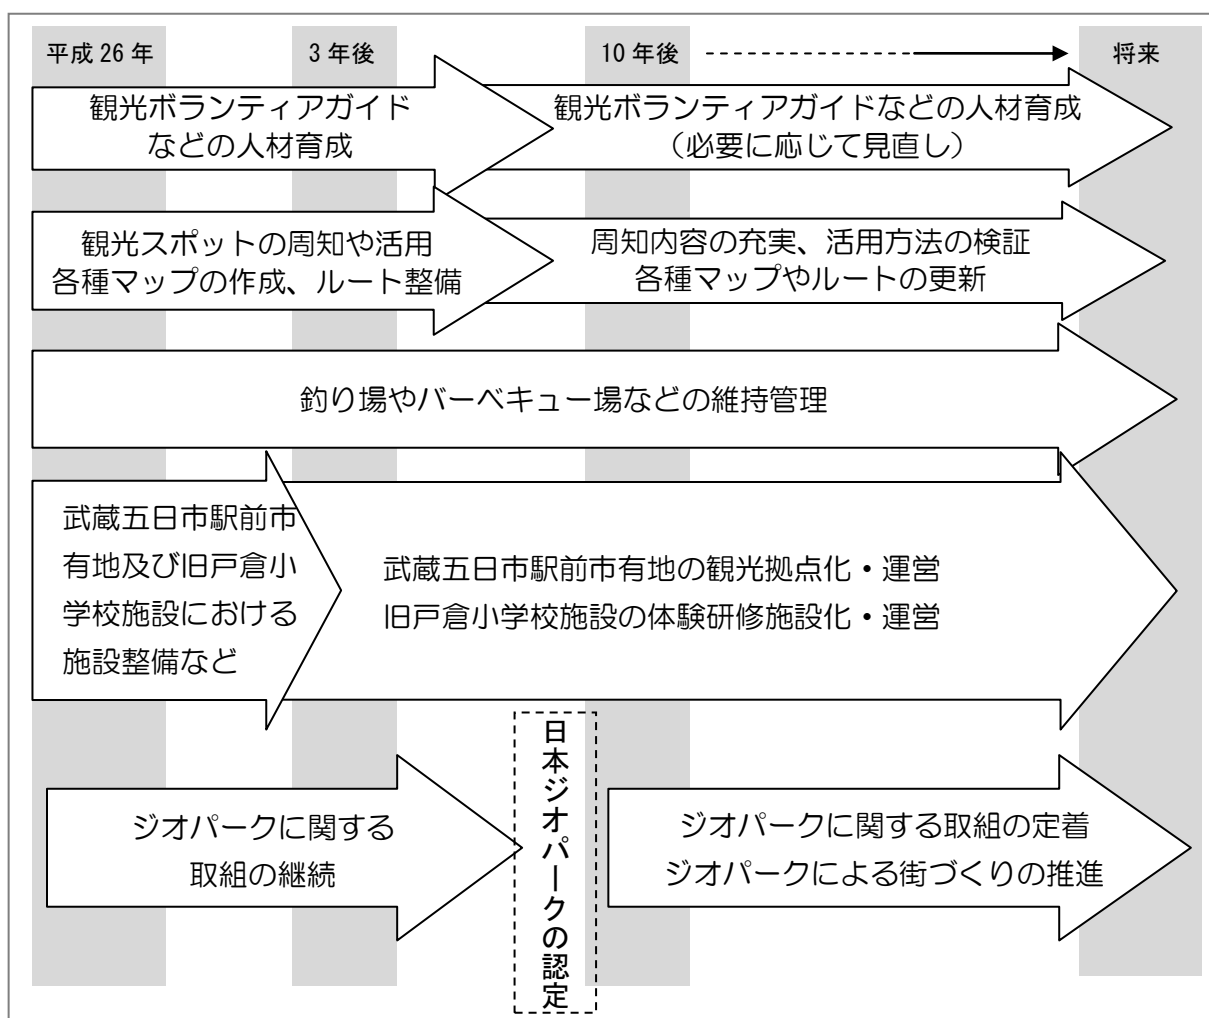 平成 26 年
3 年後
10 年後
将来
観光ボランティアガイド
などの人材育成
観光ボランティアガイドなどの人材育成
（必要に応じて見直し）
観光スポットの周知や活用
各種マップの作成、ルート整備
周知内容の充実、活用方法の検証
各種マップやルートの更新
釣り場やバーベキュー場などの維持管理
武蔵五日市駅前市
有地及び旧戸倉小
学校施設における
施設整備など
武蔵五日市駅前市有地の観光拠点化・運営
旧戸倉小学校施設の体験研修施設化・運営
ジオパークに関する
取組の継続
日本ジオパークの認定
ジオパークに関する取組の定着
ジオパークによる街づくりの推進